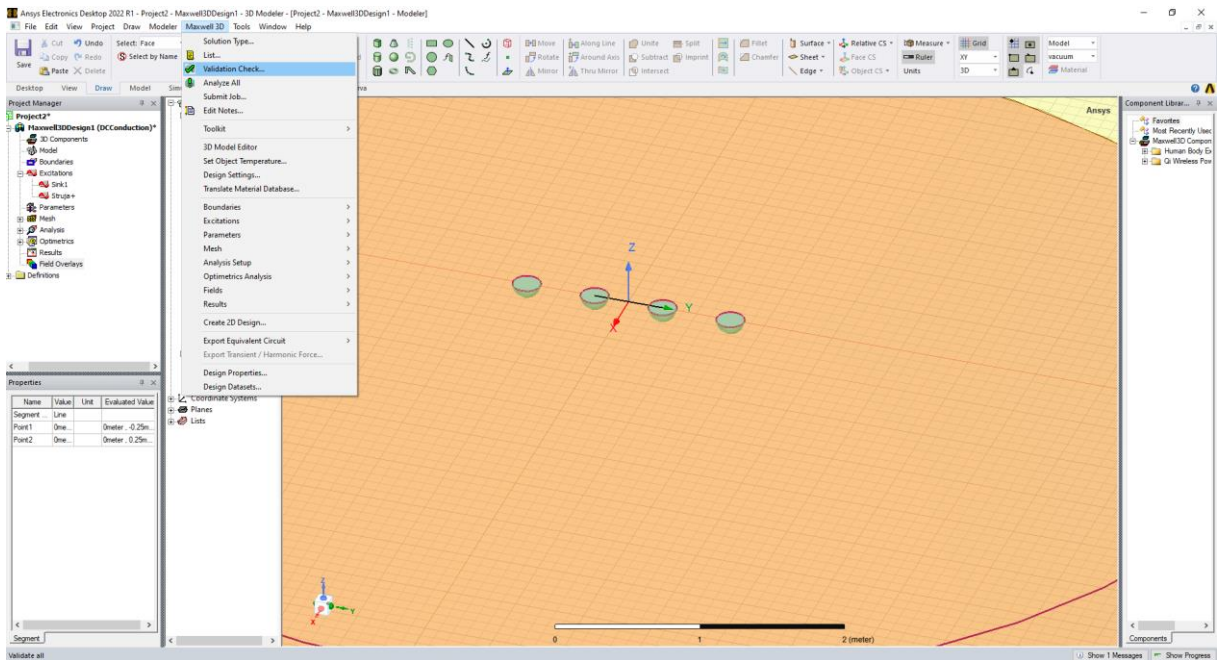 Ansys Electronics Desktop 2022 R1 - Project2 - Maxwell3DDesign1 - 3D Modeler - [Project2 - Maxwell3DDesign1 - Modeler]
File Edit View Project Draw Modeler Maxwell 3D Tools Window Help
Save
Cut
Copy
Paste
Undo
Redo
Delete
Select: Face
Select by Name
Move
Rotate
Mirror
Along Line
Around Axis
Thru Mirror
Unite
Subtract
Intersect
Split
Imprint
Fillet
Chamfer
Surface
Sheet
Edge
Relative CS
Face CS
Object CS
Measure
Ruler
Units
Grid
XY
3D
Model
vacuum
Material
Desktop View Draw Model
Project Manager
Project2*
Maxwell3DDesign1 (DCConduction)*
3D Components
Model
Boundaries
Excitations
Sink1
Struja+
Parameters
Mesh
Analysis
Optimetrics
Results
Field Overlays
Definitions
Solution Type...
List...
Validation Check...
Analyze All
Submit Job...
Edit Notes...
Toolkit
3D Model Editor
Set Object Temperature...
Design Settings...
Translate Material Database...
Boundaries
Excitations
Parameters
Mesh
Analysis Setup
Optimetrics Analysis
Fields
Results
Create 2D Design...
Export Equivalent Circuit
Export Transient / Harmonic Force...
Design Properties...
Design Datasets...
Coordinate Systems
Planes
Lists
Properties
Name Value Unit Evaluated Value
Segment ... Line
Point1 0me... 0meter , -0.25m...
Point2 0me... 0meter , 0.25m...
Segment
Ansys
Z
Y
X
Z
Y
X
0 1 2 (meter)
Component Librar...
Favorites
Most Recently Usec
Maxwell3D Compon
Human Body Ex
Qi Wireless Pow
Components
Validate all
Show 1 Messages Show Progress